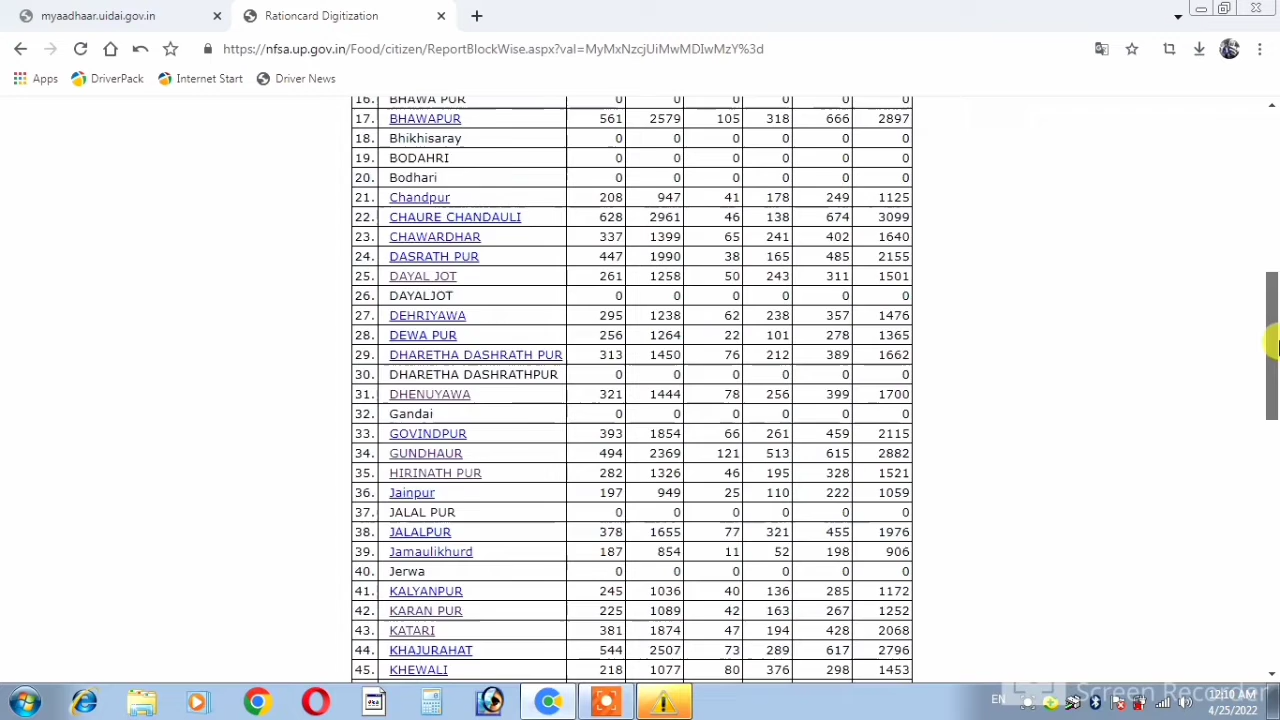 myaadhaar.uidai.gov.in Rationcard Digitization
https://nfsa.up.gov.in/Food/citizen/ReportBlockWise.aspx?val=MyMxNzcjUiMwMDIwMzY%3d
Apps DriverPack Internet Start Driver News
16. BHAWA PUR 0 0 0 0 0 0
17. BHAWAPUR 561 2579 105 318 666 2897
18. Bhikhisaray 0 0 0 0 0 0
19. BODAHRI 0 0 0 0 0 0
20. Bodhari 0 0 0 0 0 0
21. Chandpur 208 947 41 178 249 1125
22. CHAURE CHANDAULI 628 2961 46 138 674 3099
23. CHAWARDHAR 337 1399 65 241 402 1640
24. DASRATH PUR 447 1990 38 165 485 2155
25. DAYAL JOT 261 1258 50 243 311 1501
26. DAYALJOT 0 0 0 0 0 0
27. DEHRIYAWA 295 1238 62 238 357 1476
28. DEWA PUR 256 1264 22 101 278 1365
29. DHARETHA DASHRATH PUR 313 1450 76 212 389 1662
30. DHARETHA DASHRATHPUR 0 0 0 0 0 0
31. DHENUYAWA 321 1444 78 256 399 1700
32. Gandai 0 0 0 0 0 0
33. GOVINDPUR 393 1854 66 261 459 2115
34. GUNDHAUR 494 2369 121 513 615 2882
35. HIRINATH PUR 282 1326 46 195 328 1521
36. Jainpur 197 949 25 110 222 1059
37. JALAL PUR 0 0 0 0 0 0
38. JALALPUR 378 1655 77 321 455 1976
39. Jamaulikhurd 187 854 11 52 198 906
40. Jerwa 0 0 0 0 0 0
41. KALYANPUR 245 1036 40 136 285 1172
42. KARAN PUR 225 1089 42 163 267 1252
43. KATARI 381 1874 47 194 428 2068
44. KHAJURAHAT 544 2507 73 289 617 2796
45. KHEWALI 218 1077 80 376 298 1453
Screen Recorder
EN 12:10 AM
4/25/2022